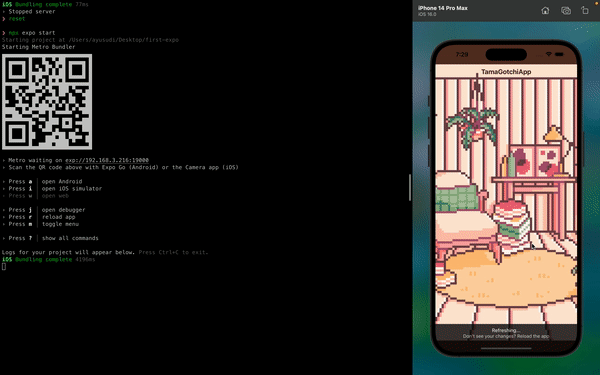 iOS Bundling complete 77ms
› Stopped server
❯ reset
❯ npx expo start
Starting project at /Users/ayusudi/Desktop/first-expo
Starting Metro Bundler
› Metro waiting on exp://192.168.3.216:19000
› Scan the QR code above with Expo Go (Android) or the Camera app (iOS)
› Press a │ open Android
› Press i │ open iOS simulator
› Press w │ open web
› Press j │ open debugger
› Press r │ reload app
› Press m │ toggle menu
› Press ? │ show all commands
Logs for your project will appear below. Press Ctrl+C to exit.
iOS Bundling complete 4196ms
iPhone 14 Pro Max
iOS 16.0
7:29
TamaGotchiApp
Refreshing...
Don't see your changes? Reload the app